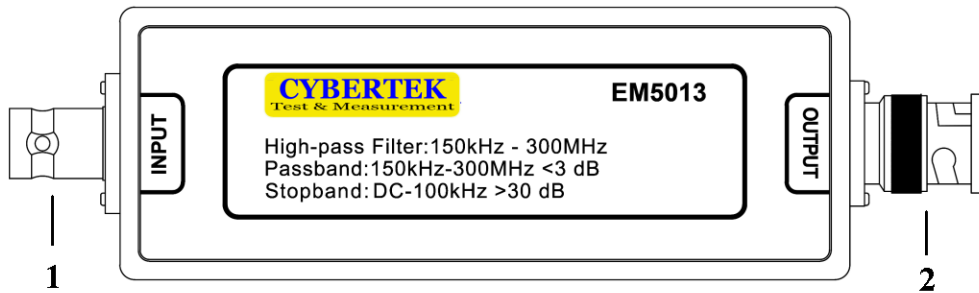 CYBERTEK
Test & Measurement
EM5013
INPUT
High-pass Filter:150kHz - 300MHz
Passband:150kHz-300MHz <3 dB
Stopband:DC-100kHz >30 dB
OUTPUT
1
2